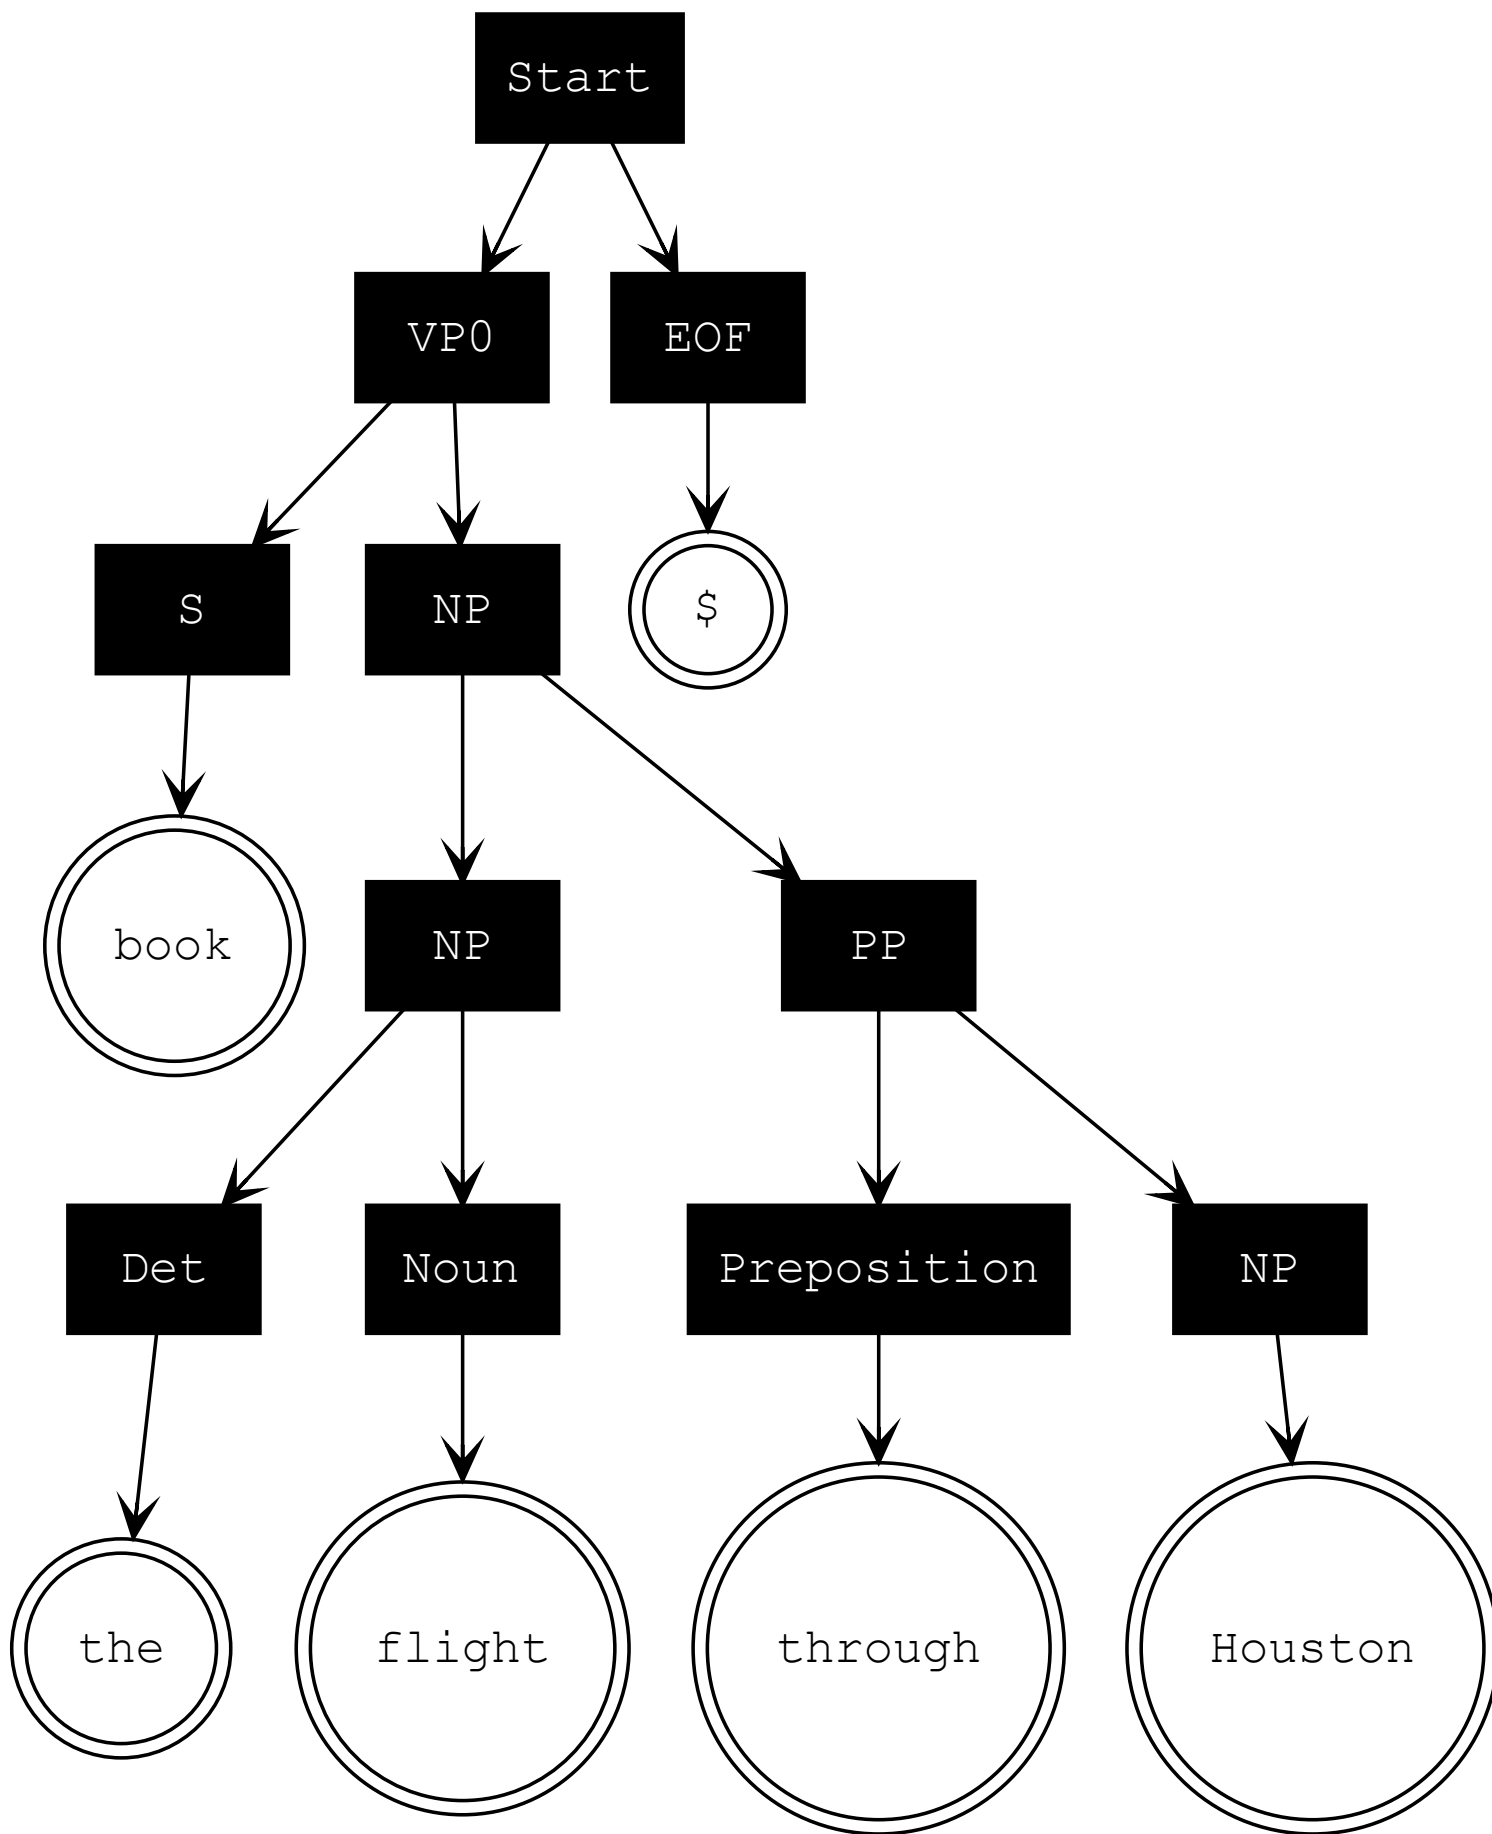 Start
VP0 EOF
S NP $
book NP PP
Det Noun Preposition NP
the flight through Houston